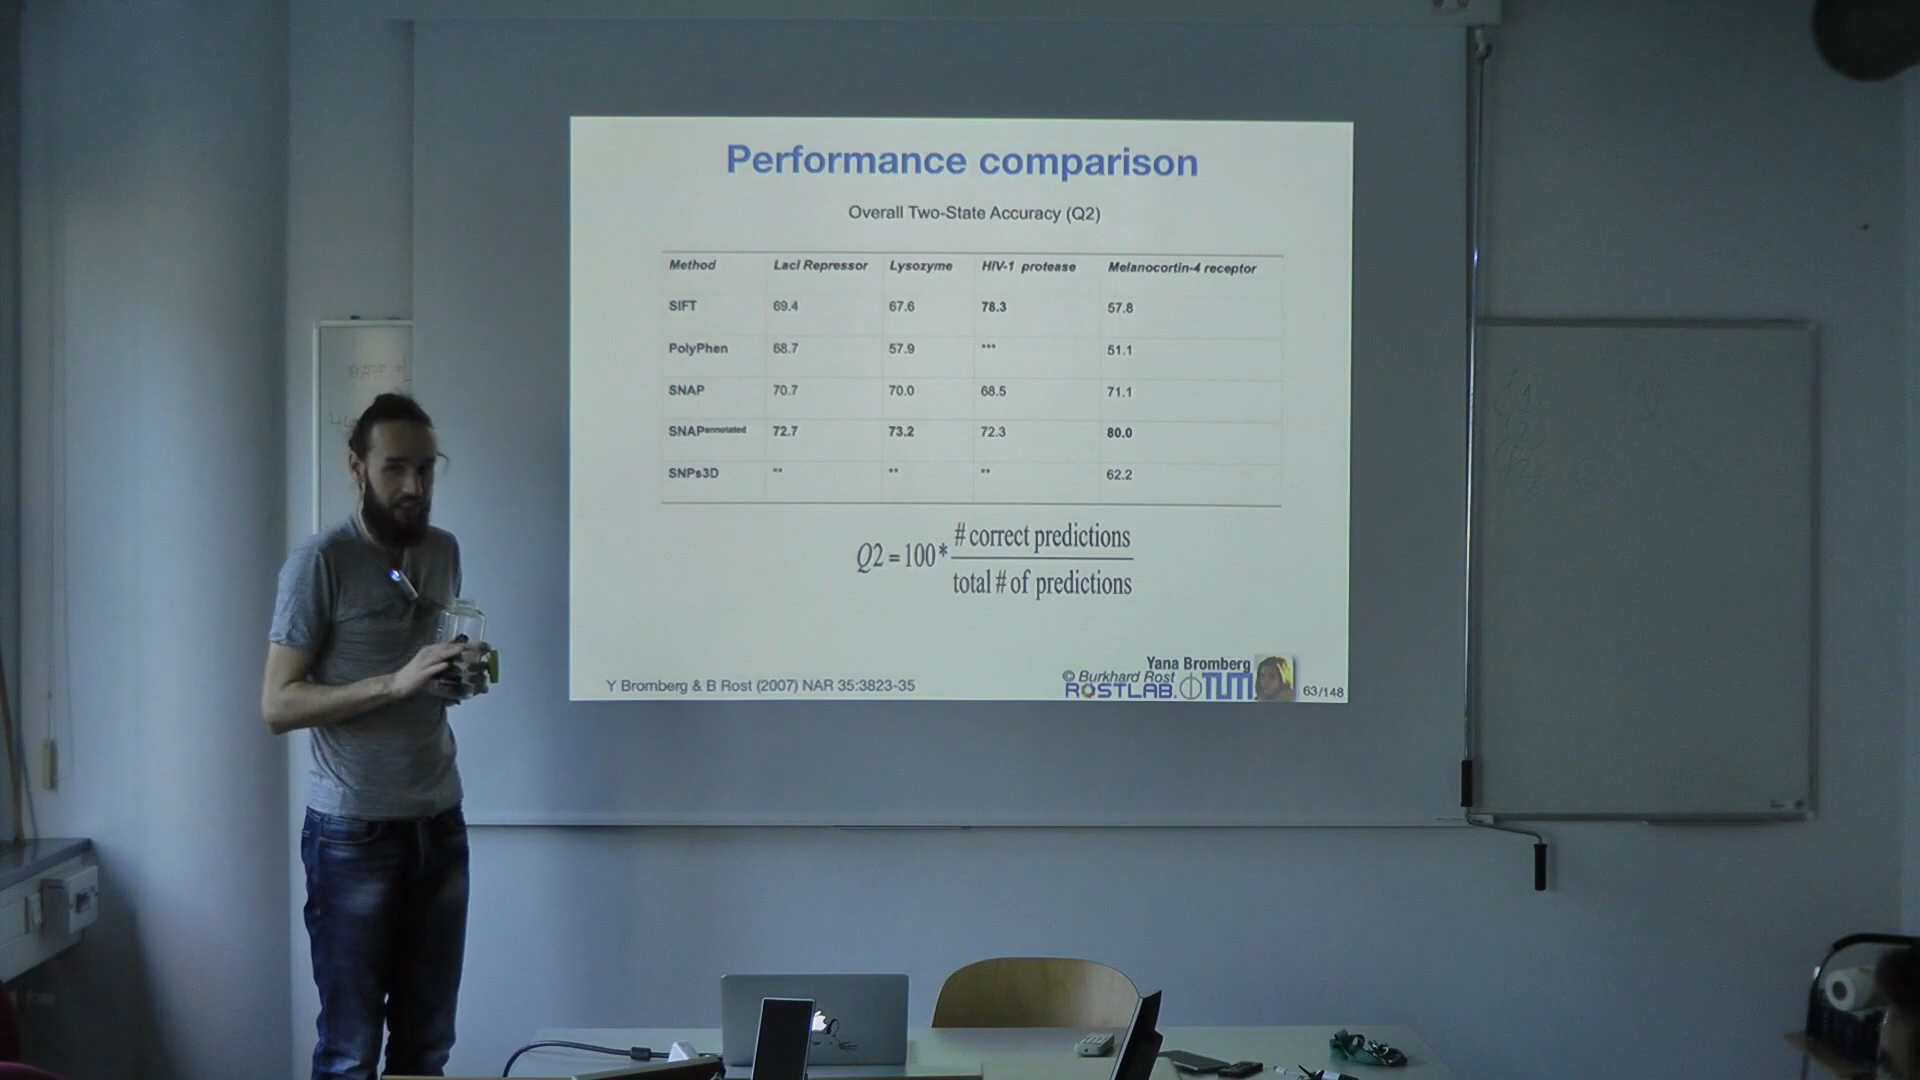 Performance comparison
Overall Two-State Accuracy (Q2)
Method LacI Repressor Lysozyme HIV-1 protease Melanocortin-4 receptor
SIFT 69.4 67.6 78.3 57.8
PolyPhen 68.7 57.9 *** 51.1
SNAP 70.7 70.0 68.5 71.1
SNAPannotated 72.7 73.2 72.3 80.0
SNPs3D ** ** ** 62.2
Q2 = 100* # correct predictions
total # of predictions
Yana Bromberg
© Burkhard Rost
Y Bromberg & B Rost (2007) NAR 35:3823-35
ROSTLAB. TUM 63/148